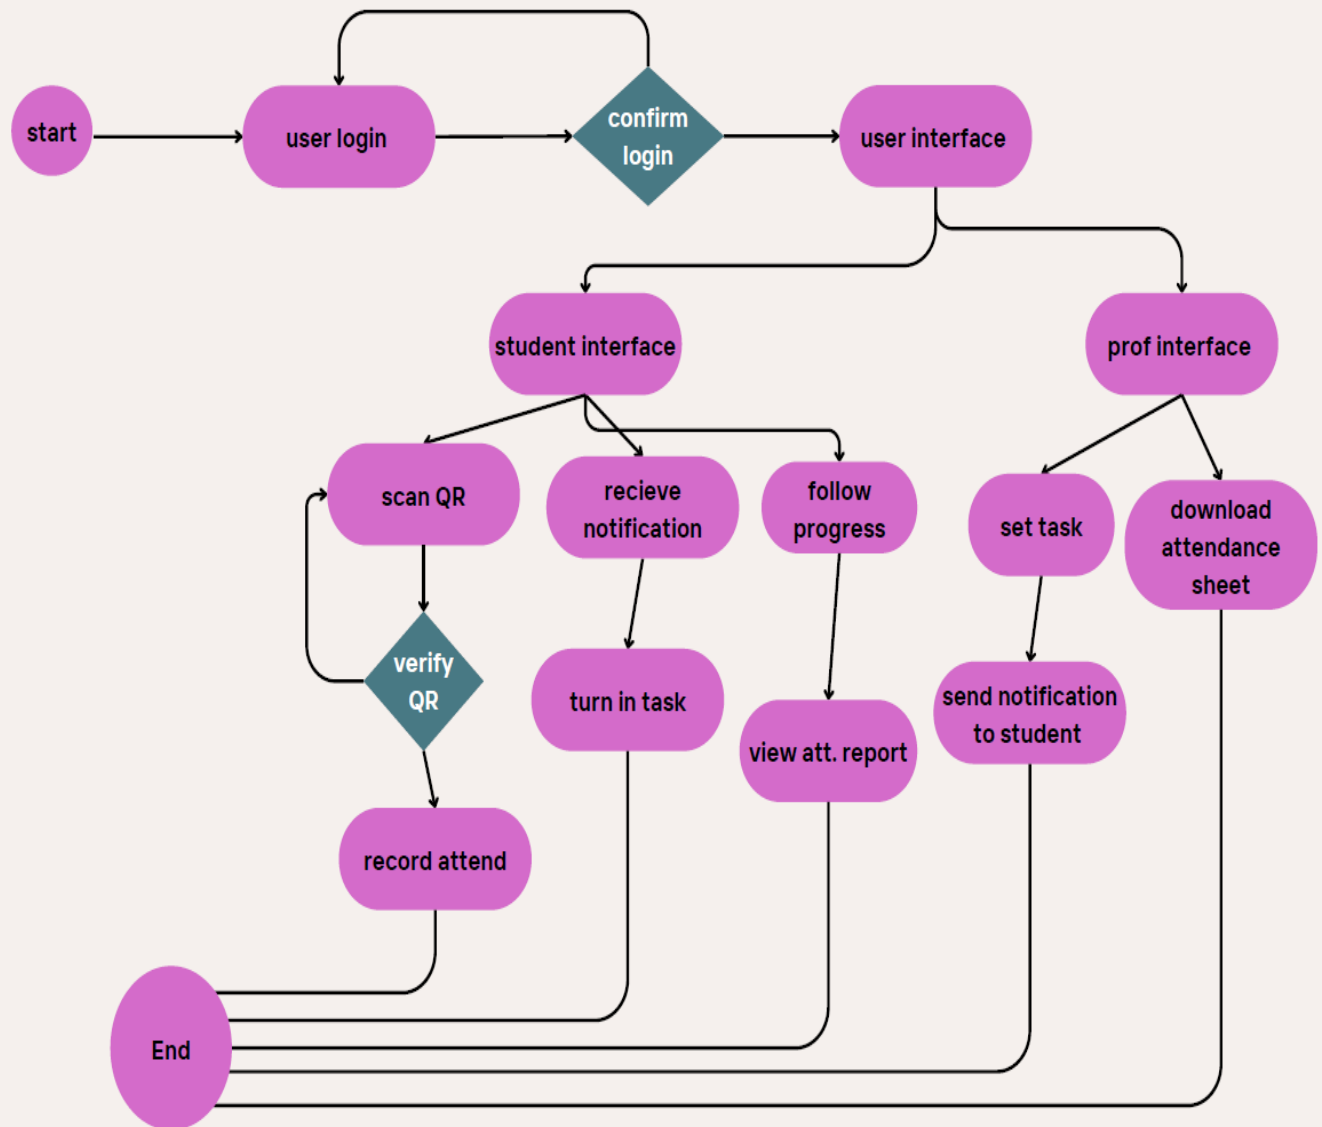 start
user login
confirm
login
user interface
student interface
prof interface
scan QR
recieve
notification
follow
progress
set task
download
attendance
sheet
verify
QR
turn in task
view att. report
send notification
to student
record attend
End